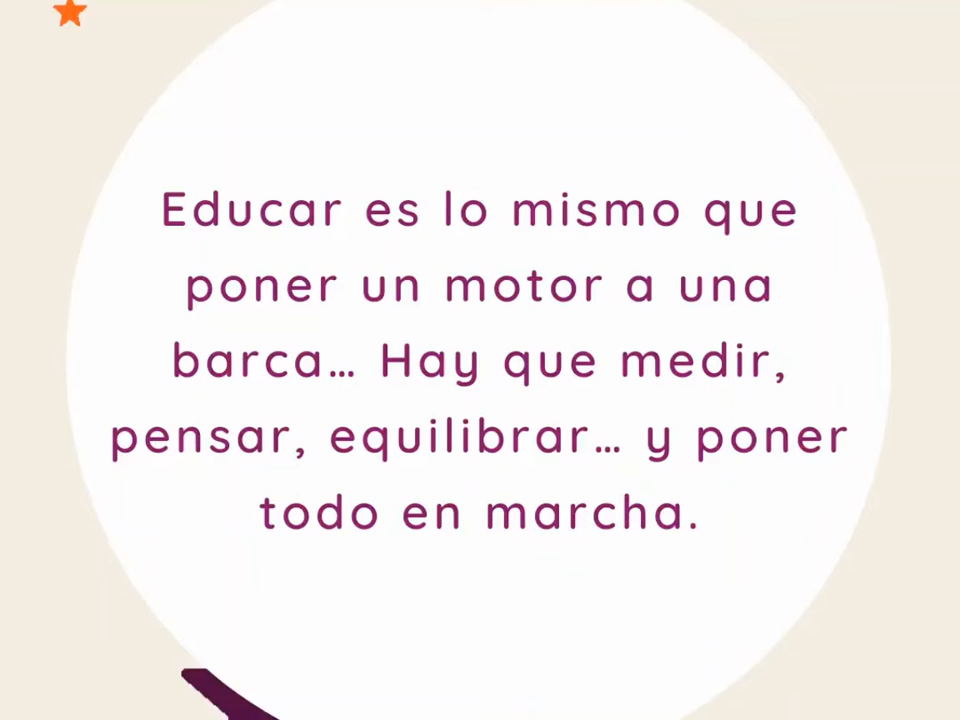 Educar es lo mismo que
poner un motor a una
barca… Hay que medir,
pensar, equilibrar… y poner
todo en marcha.